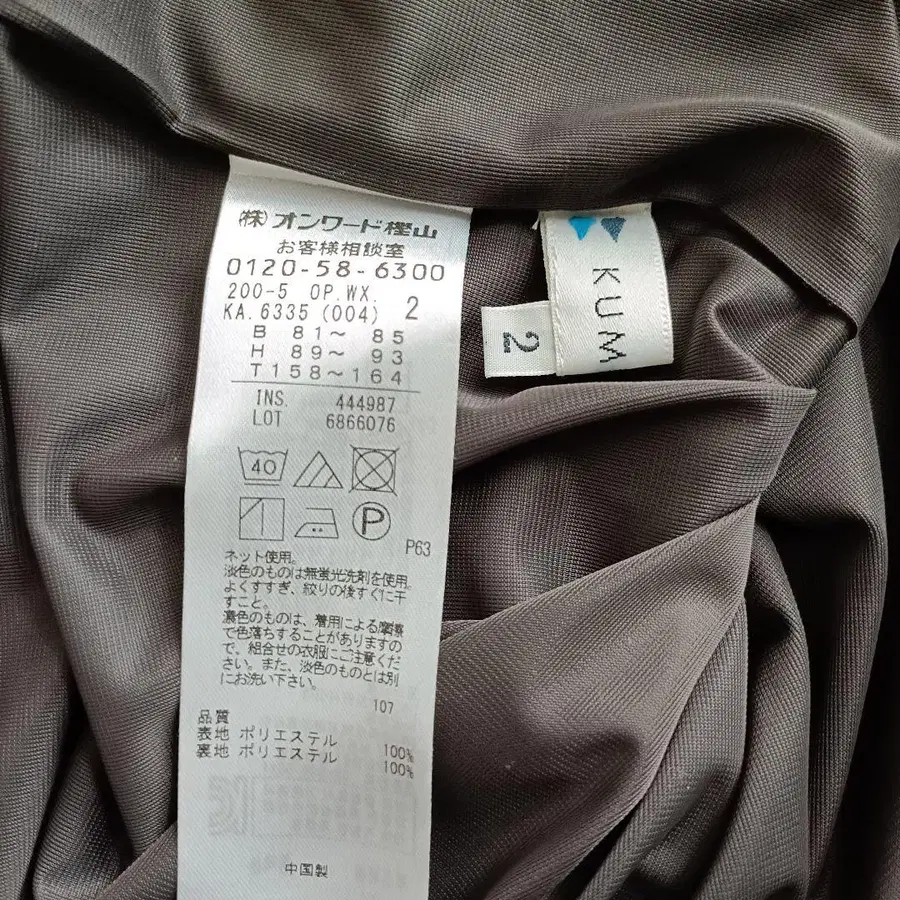 ㈱オンワード樫山
お客様相談室
0120-58-6300
200-5 OP.WX. 2
KA.6335(004)
B 81～ 85
H 89～ 93
T158～164
INS. 444987
LOT 6866076
40
P
P63
ネット使用。
淡色のものは無蛍光洗剤を使用。
よくすすぎ、絞りの後すぐに干
すこと。
濃色のものは、着用による摩擦
で色落ちすることがありますの
で、組合せの衣服にご注意くだ
さい。また、淡色のものとは別
にお洗い下さい。
107
品質
表地 ポリエステル 100%
裏地 ポリエステル 100%
中国製
KUM
2